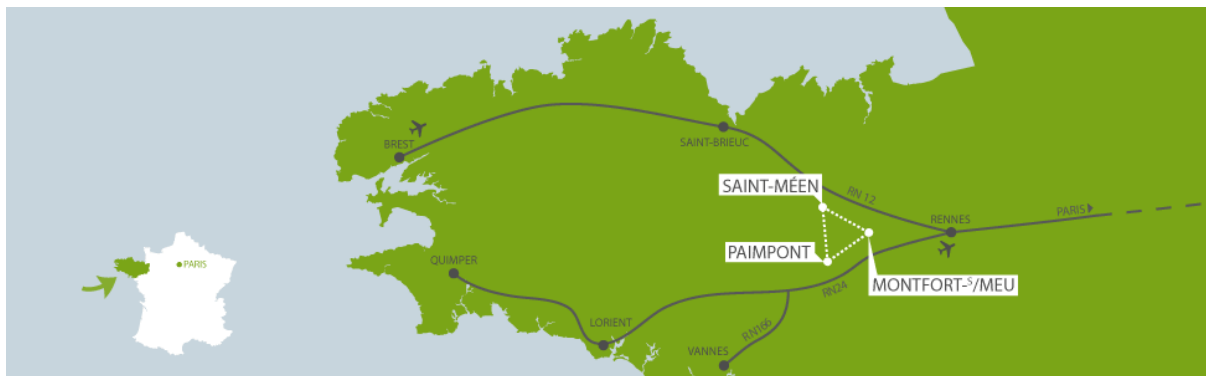 BREST
SAINT-BRIEUC
SAINT-MÉEN
RN 12
PARIS
RENNES
PARIS
QUIMPER
PAIMPONT
MONTFORT-S/MEU
RN24
LORIENT
RN166
VANNES